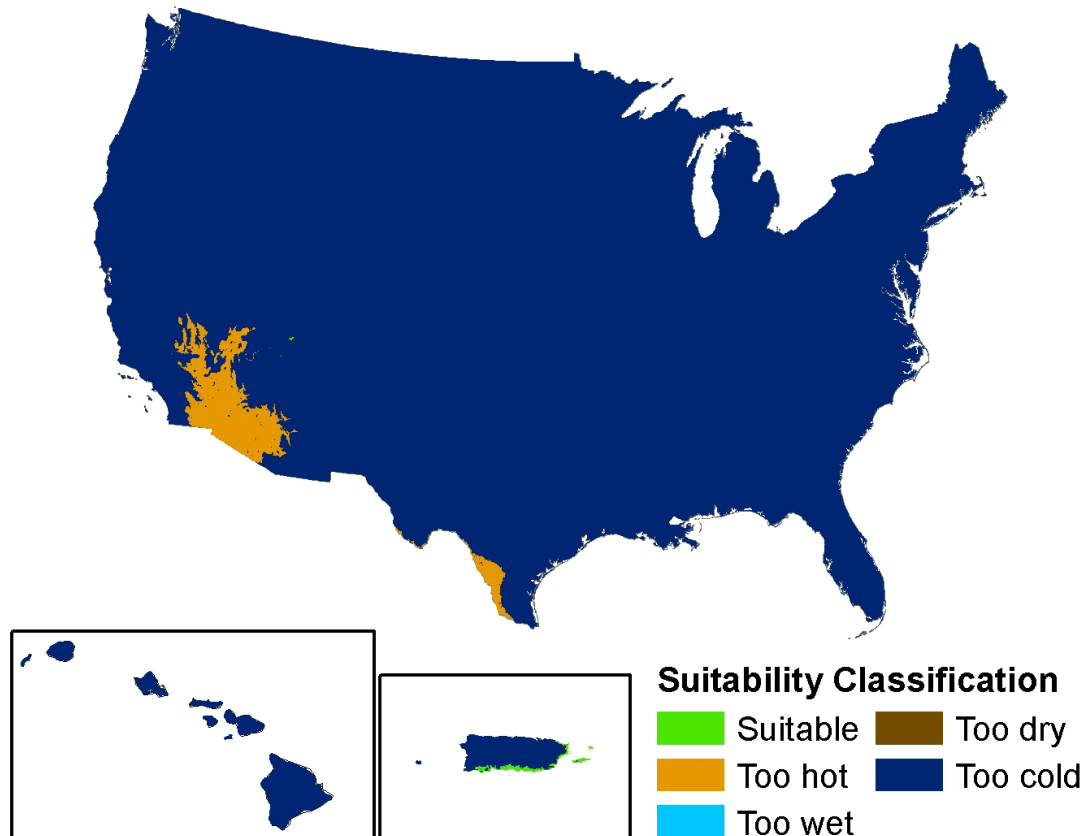 Suitability Classification
Suitable
Too dry
Too hot
Too cold
Too wet